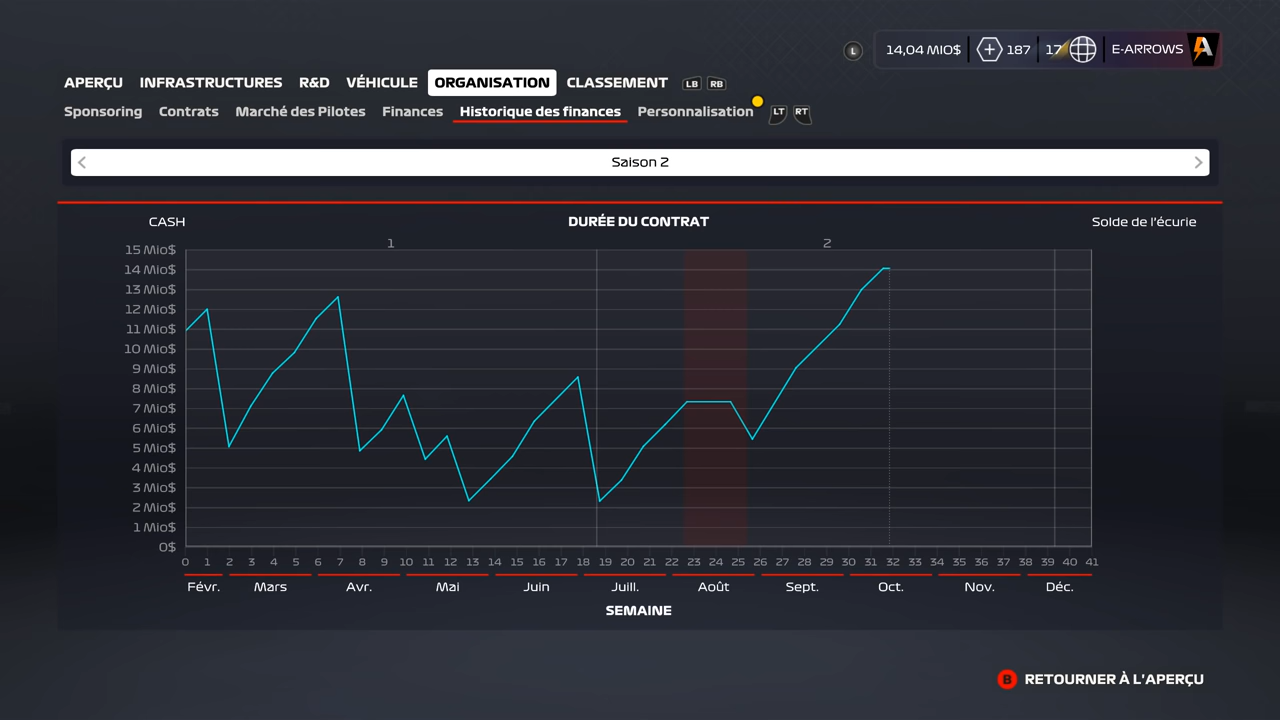 L 14,04 MIO$ 187 17 E-ARROWS
APERÇU INFRASTRUCTURES R&D VÉHICULE ORGANISATION CLASSEMENT LB RB
Sponsoring Contrats Marché des Pilotes Finances Historique des finances Personnalisation LT RT
Saison 2
CASH DURÉE DU CONTRAT Solde de l'écurie
1 2
15 Mio$
14 Mio$
13 Mio$
12 Mio$
11 Mio$
10 Mio$
9 Mio$
8 Mio$
7 Mio$
6 Mio$
5 Mio$
4 Mio$
3 Mio$
2 Mio$
1 Mio$
0$
0 1 2 3 4 5 6 7 8 9 10 11 12 13 14 15 16 17 18 19 20 21 22 23 24 25 26 27 28 29 30 31 32 33 34 35 36 37 38 39 40 41
Févr. Mars Avr. Mai Juin Juill. Août Sept. Oct. Nov. Déc.
SEMAINE
B RETOURNER À L'APERÇU